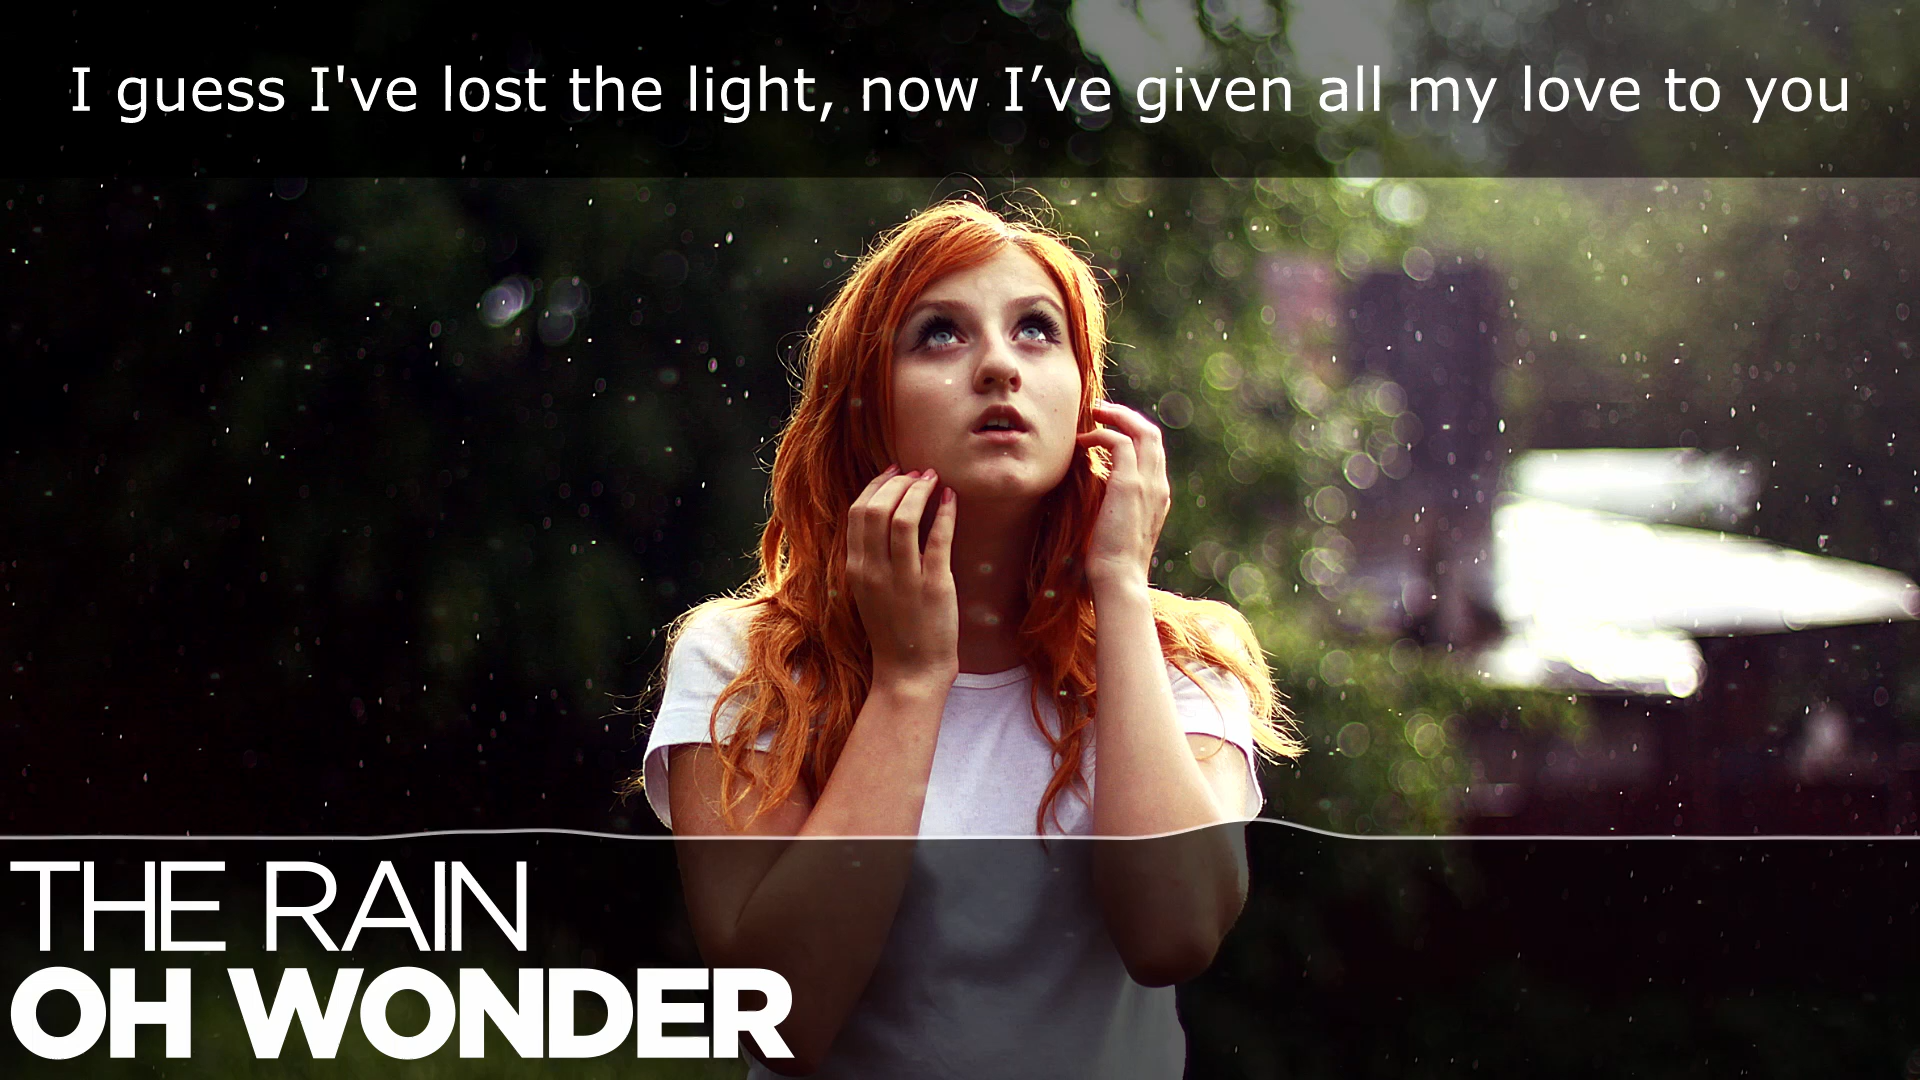 I guess I've lost the light, now I’ve given all my love to you
THE RAIN
OH WONDER